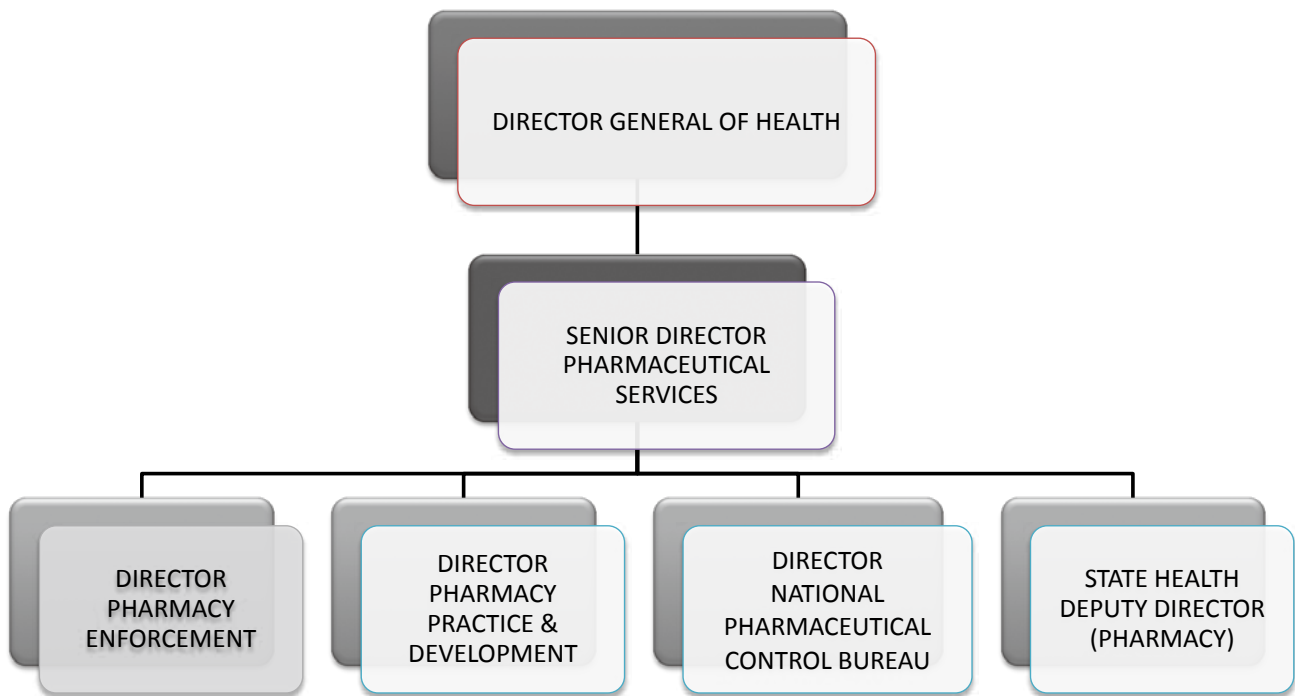 DIRECTOR GENERAL OF HEALTH
SENIOR DIRECTOR
PHARMACEUTICAL
SERVICES
DIRECTOR
PHARMACY
ENFORCEMENT
DIRECTOR
PHARMACY
PRACTICE &
DEVELOPMENT
DIRECTOR
NATIONAL
PHARMACEUTICAL
CONTROL BUREAU
STATE HEALTH
DEPUTY DIRECTOR
(PHARMACY)